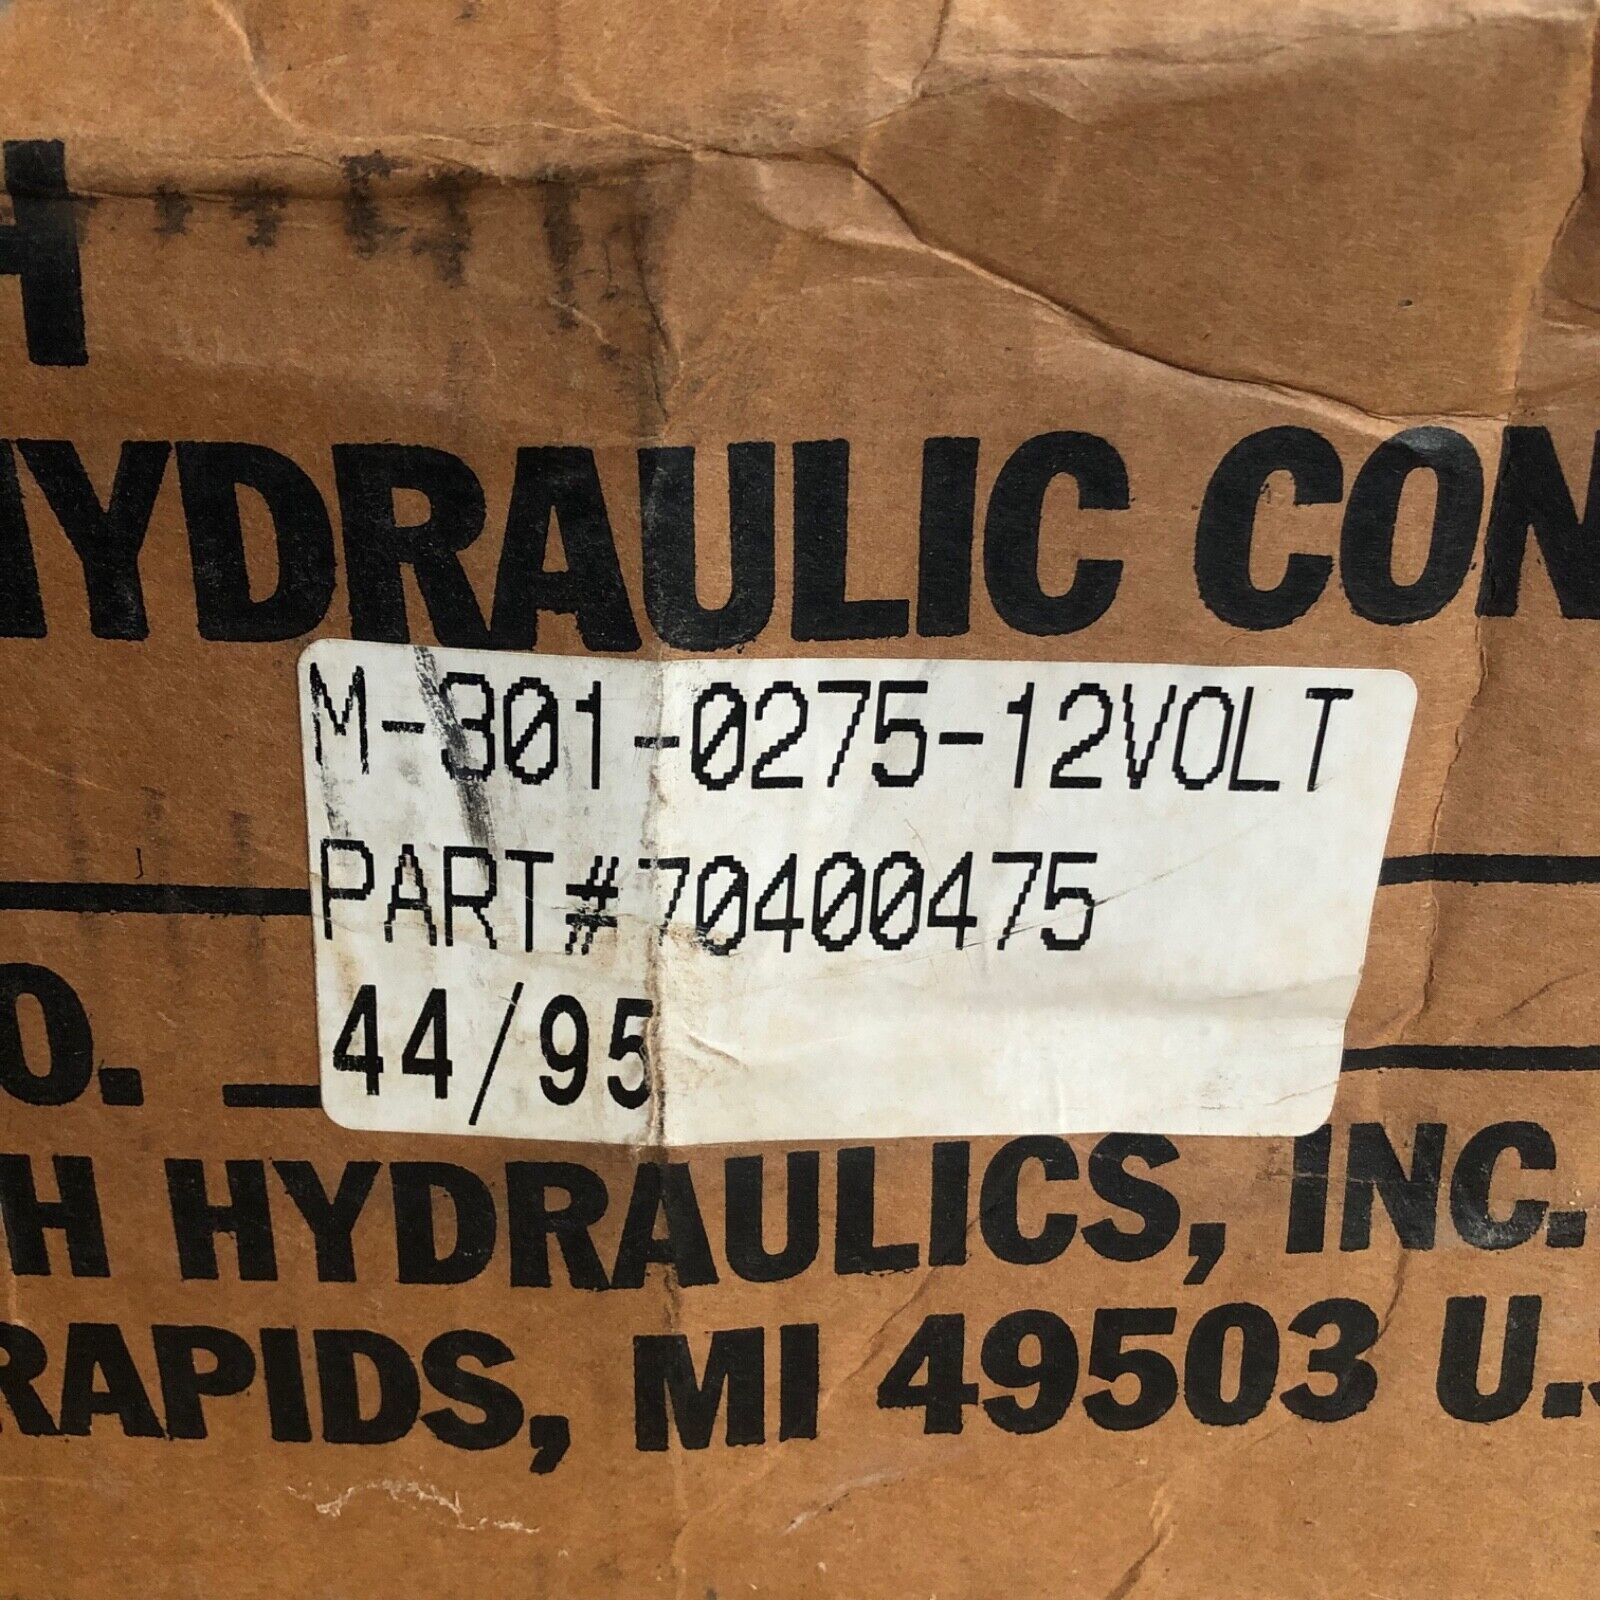 H
HYDRAULIC CON
M-301-0275-12VOLT
PART#70400475
44/95
O.
H HYDRAULICS, INC.
RAPIDS, MI 49503 U.S